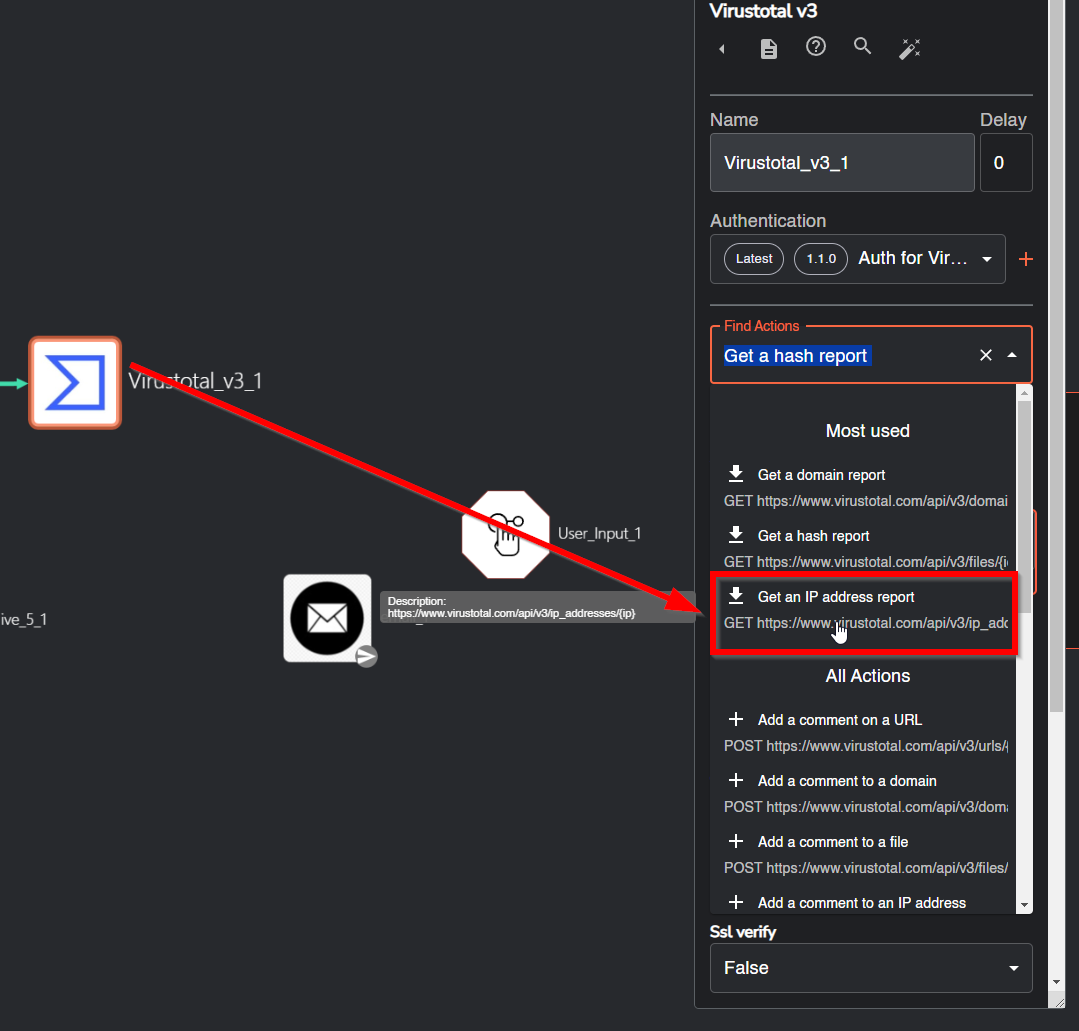 Virustotal v3
Name
Delay
Virustotal_v3_1
0
Authentication
Latest
1.1.0
Auth for Vir...
Find Actions
Get a hash report
Most used
Get a domain report
GET https://www.virustotal.com/api/v3/domai
Get a hash report
GET https://www.virustotal.com/api/v3/files/{i
Get an IP address report
GET https://www.virustotal.com/api/v3/ip_add
All Actions
Add a comment on a URL
POST https://www.virustotal.com/api/v3/urls/
Add a comment to a domain
POST https://www.virustotal.com/api/v3/doma
Add a comment to a file
POST https://www.virustotal.com/api/v3/files/
Add a comment to an IP address
Ssl verify
False
Virustotal_v3_1
User_Input_1
Description:
https://www.virustotal.com/api/v3/ip_addresses/{ip}
ive_5_1